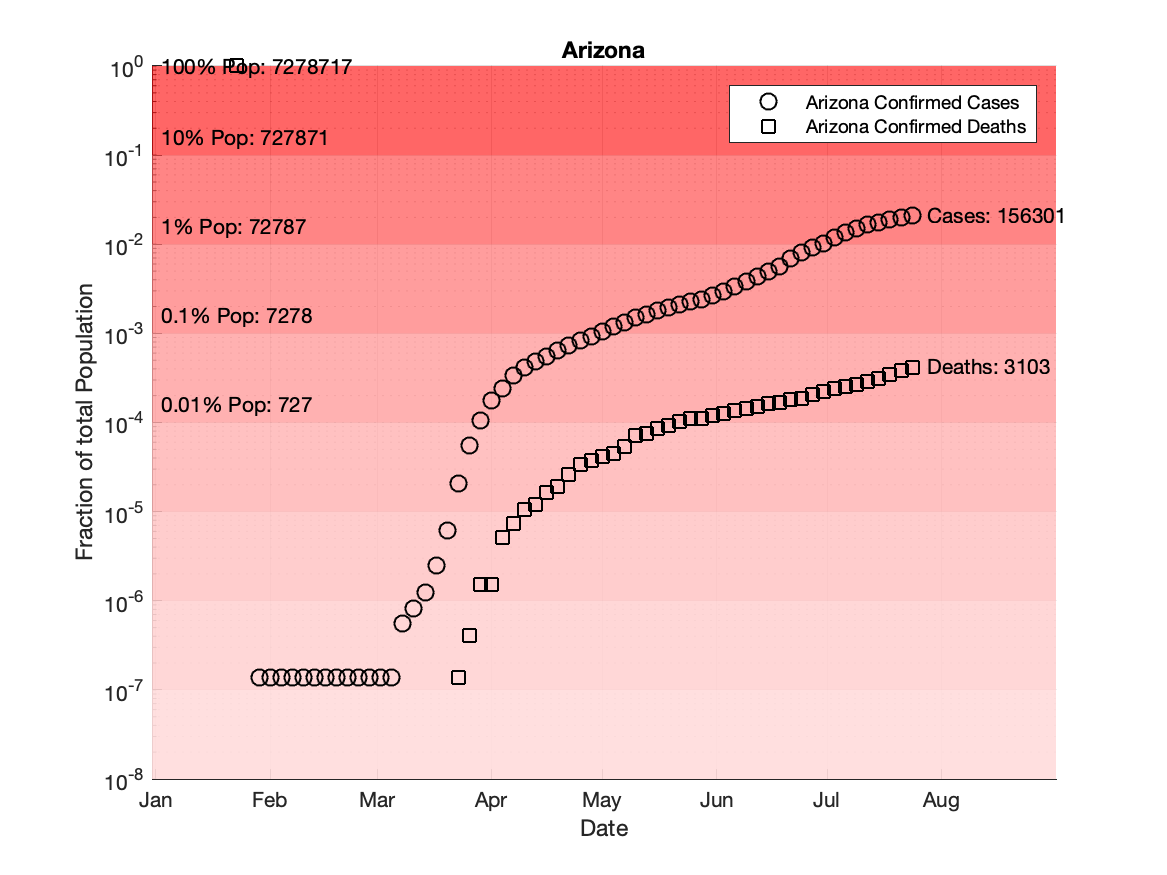 Arizona
10^0
100% Pop: 7278717
Arizona Confirmed Cases
Arizona Confirmed Deaths
10% Pop: 727871
10^-1
Cases: 156301
1% Pop: 72787
10^-2
0.1% Pop: 7278
10^-3
Deaths: 3103
0.01% Pop: 727
10^-4
10^-5
10^-6
10^-7
10^-8
Fraction of total Population
Jan Feb Mar Apr May Jun Jul Aug
Date